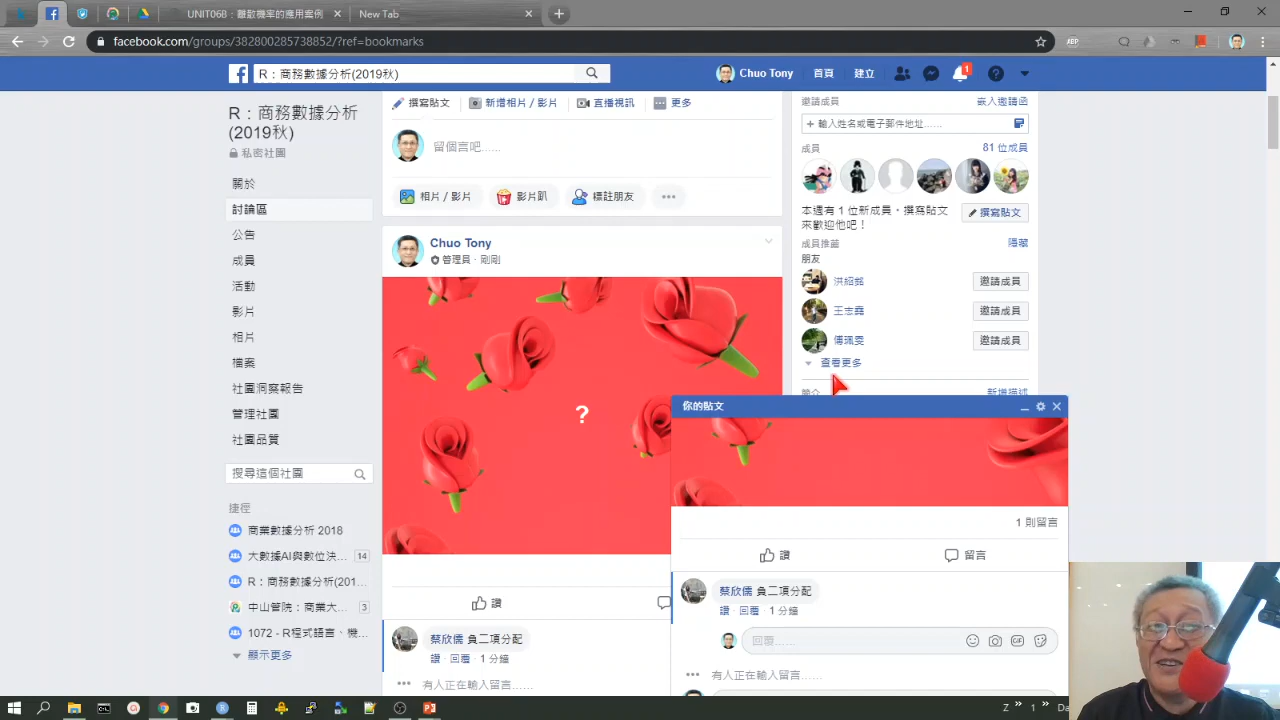 UNIT06B：離散機率的應用案例
New Tab
facebook.com/groups/382800285738852/?ref=bookmarks
ABP
R：商務數據分析(2019秋)
Chuo Tony
首頁
建立
1
R：商務數據分析
(2019秋)
私密社團
關於
討論區
公告
成員
活動
影片
相片
檔案
社團洞察報告
管理社團
社團品質
搜尋這個社團
捷徑
商業數據分析 2018
大數據AI與數位決...
14
R：商務數據分析(201...
中山管院：商業大...
3
1072 - R程式語言、機...
顯示更多
撰寫貼文
新增相片 / 影片
直播視訊
更多
留個言吧......
相片 / 影片
影片趴
標註朋友
Chuo Tony
管理員 · 剛剛
?
讚
蔡欣儒 負二項分配
讚 · 回覆 · 1 分鐘
有人正在輸入留言......
邀請成員
嵌入邀請函
+ 輸入姓名或電子郵件地址......
成員
81 位成員
本週有 1 位新成員。撰寫貼文
來歡迎他吧！
撰寫貼文
成員推薦
隱藏
朋友
洪紹鄉
邀請成員
王志堯
邀請成員
傅珮雯
邀請成員
查看更多
簡介
新增描述
你的貼文
1 則留言
讚
留言
蔡欣儒 負二項分配
讚 · 回覆 · 1 分鐘
回覆......
有人正在輸入留言......
Z
1
Da